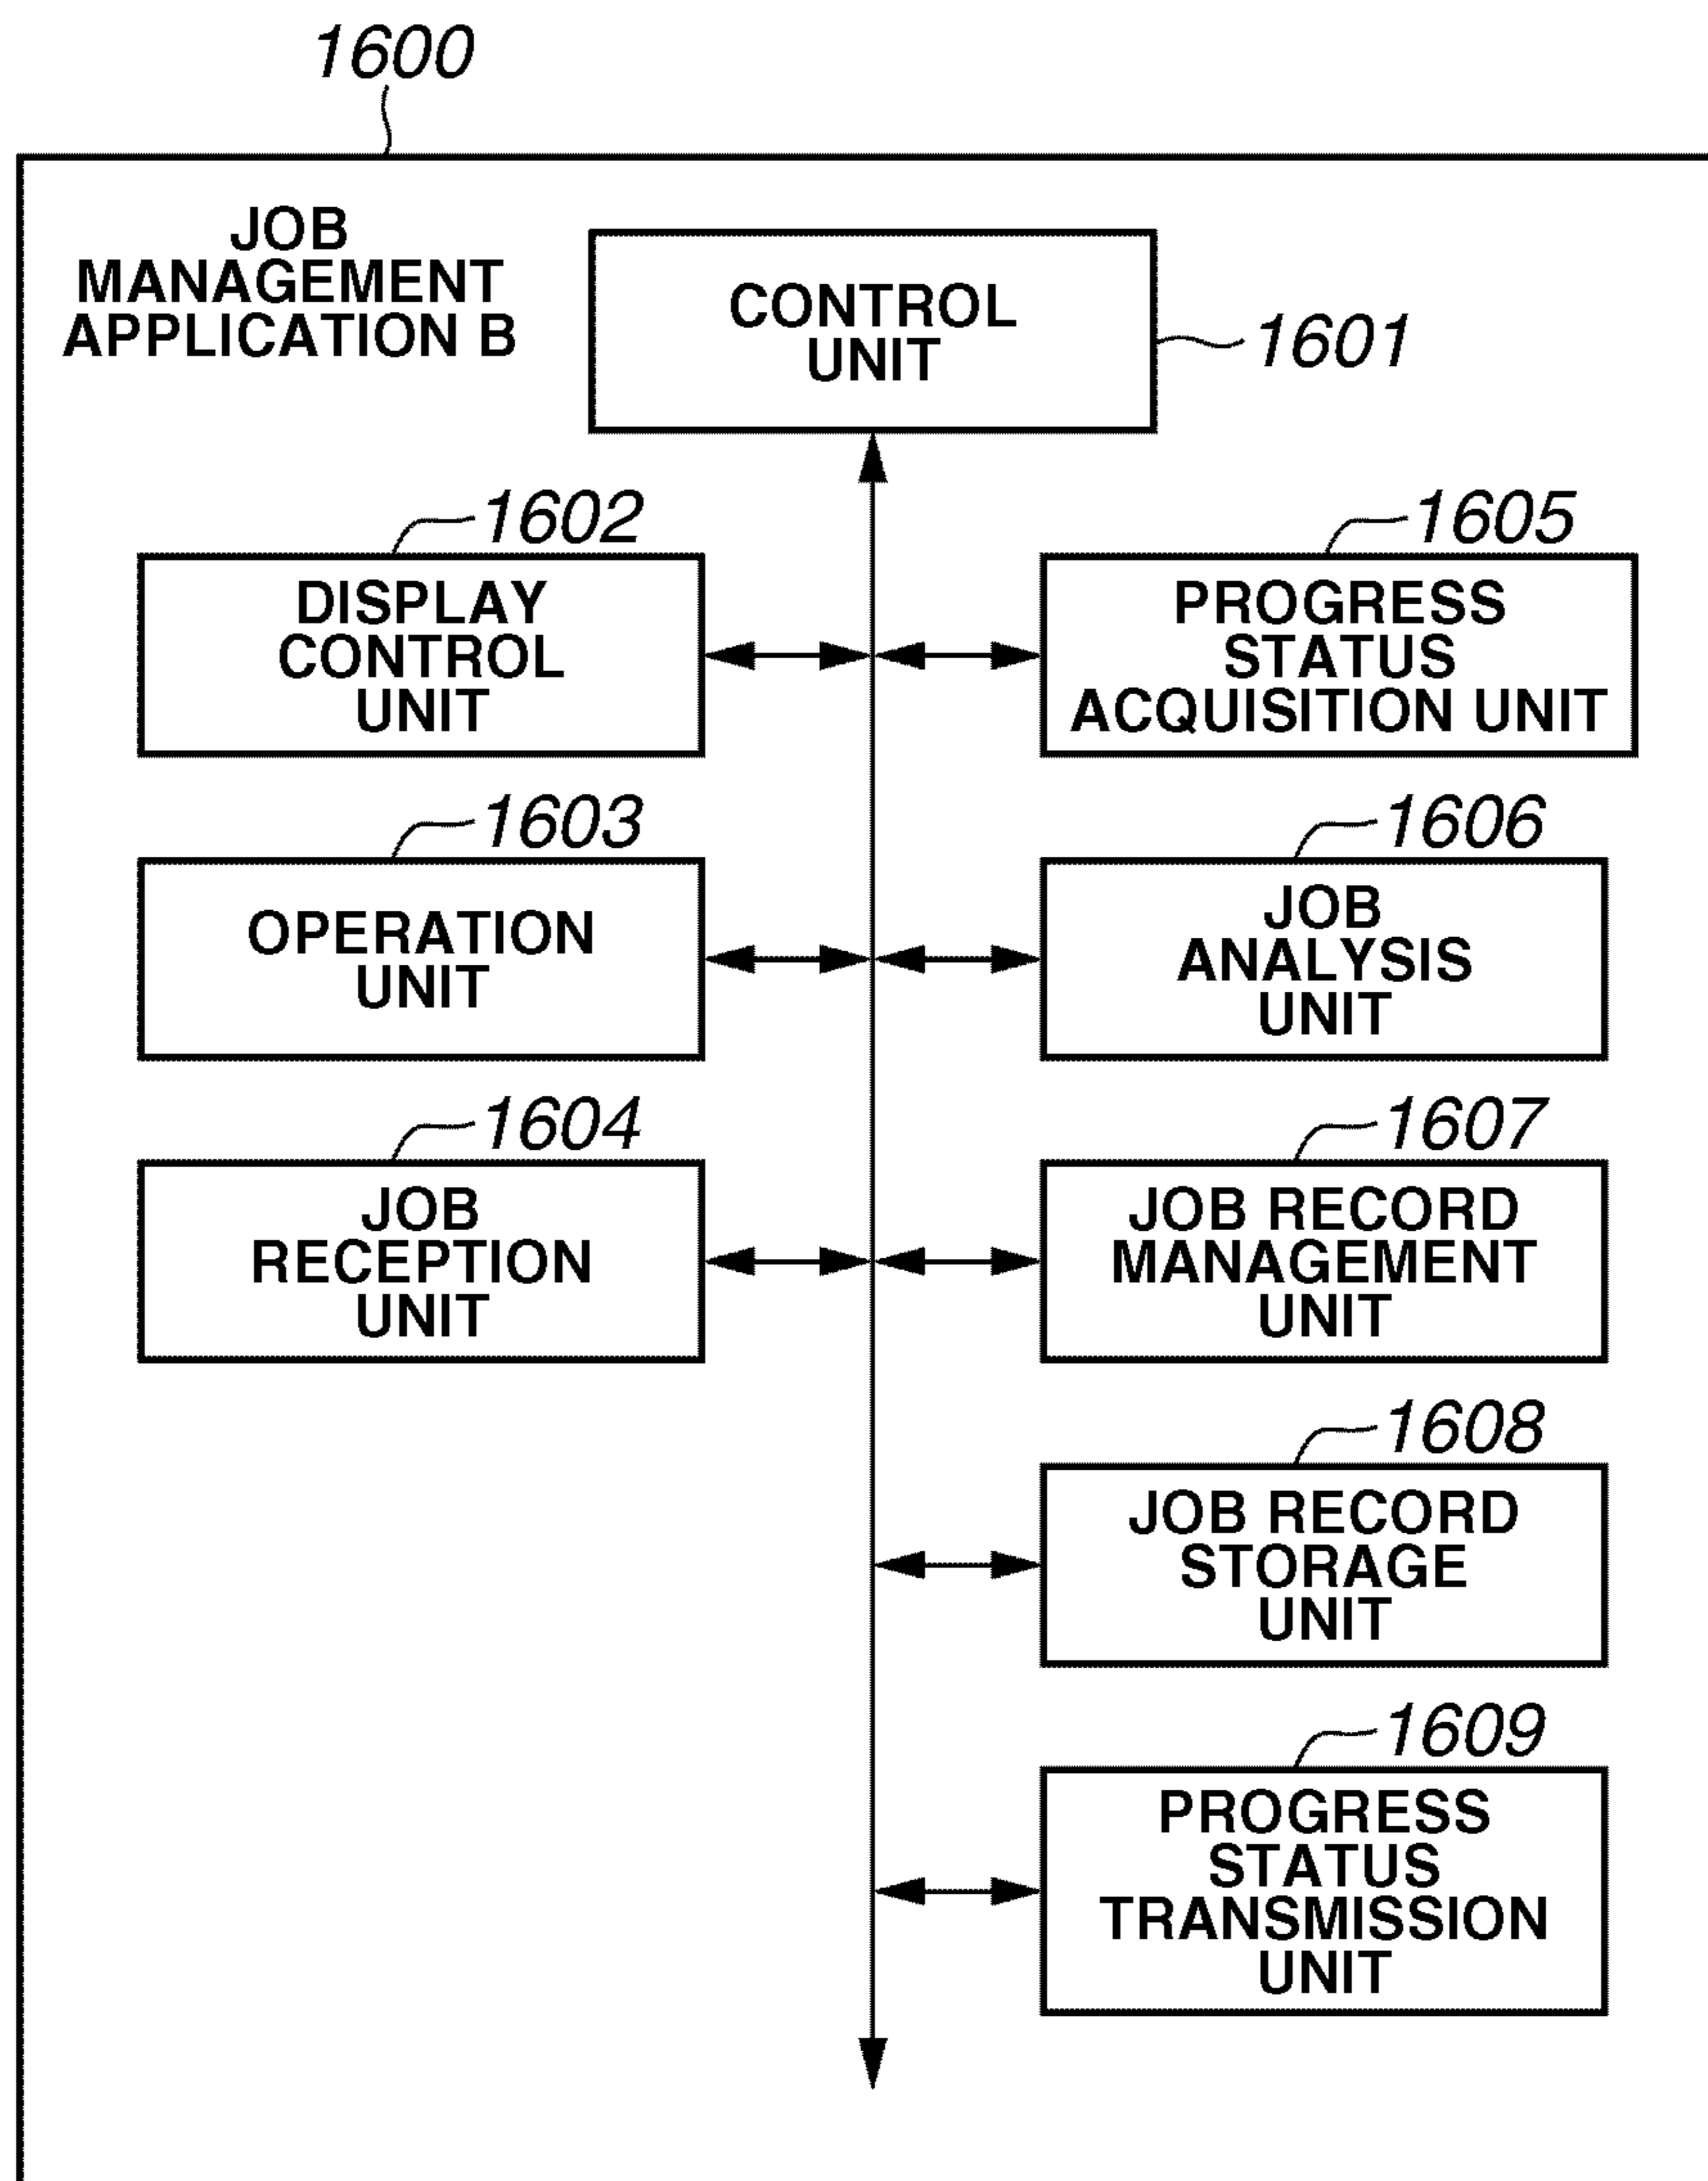 1600
JOB
MANAGEMENT
APPLICATION B
CONTROL
UNIT
1601
1602
DISPLAY
CONTROL
UNIT
1605
PROGRESS
STATUS
ACQUISITION UNIT
1603
OPERATION
UNIT
1606
JOB
ANALYSIS
UNIT
1604
JOB
RECEPTION
UNIT
1607
JOB RECORD
MANAGEMENT
UNIT
1608
JOB RECORD
STORAGE
UNIT
1609
PROGRESS
STATUS
TRANSMISSION
UNIT